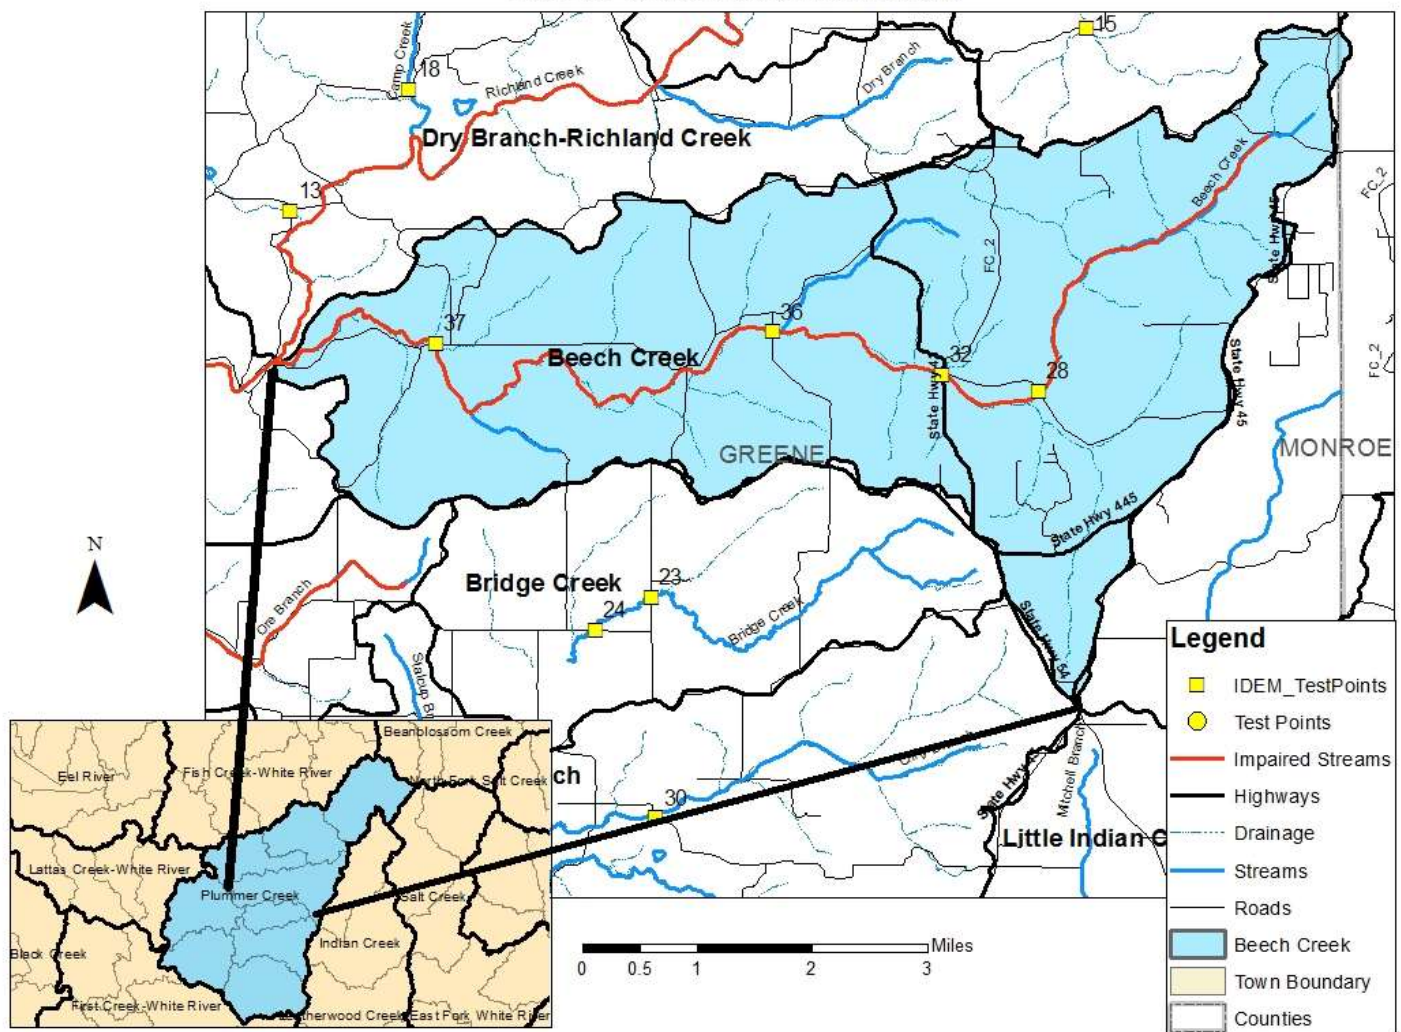 15
Camp Creek
18
Richland Creek
Dry Branch
Dry Branch-Richland Creek
13
Beech Creek
FC_2
FC_2
State Hwy 45
36
37
Beech Creek
32
28
State Hwy 4
State Hwy 45
FC_2
GREENE
MONROE
State Hwy 445
N
Bridge Creek
23
24
Ore Branch
Bridge Creek
State Hwy 54
Stalcup Br
Mitchell Branch
State Hwy 45
ch
30
Little Indian C
Legend
IDEM_TestPoints
Test Points
Impaired Streams
Highways
Drainage
Streams
Roads
Beech Creek
Town Boundary
Counties
Beanblossom Creek
Eel River
Fish Creek-White River
North Fork Salt Creek
Lattas Creek-White River
Plummer Creek
Salt Creek
Indian Creek
Black Creek
First Creek-White River
East Fork White River
Miles
0 0.5 1 2 3